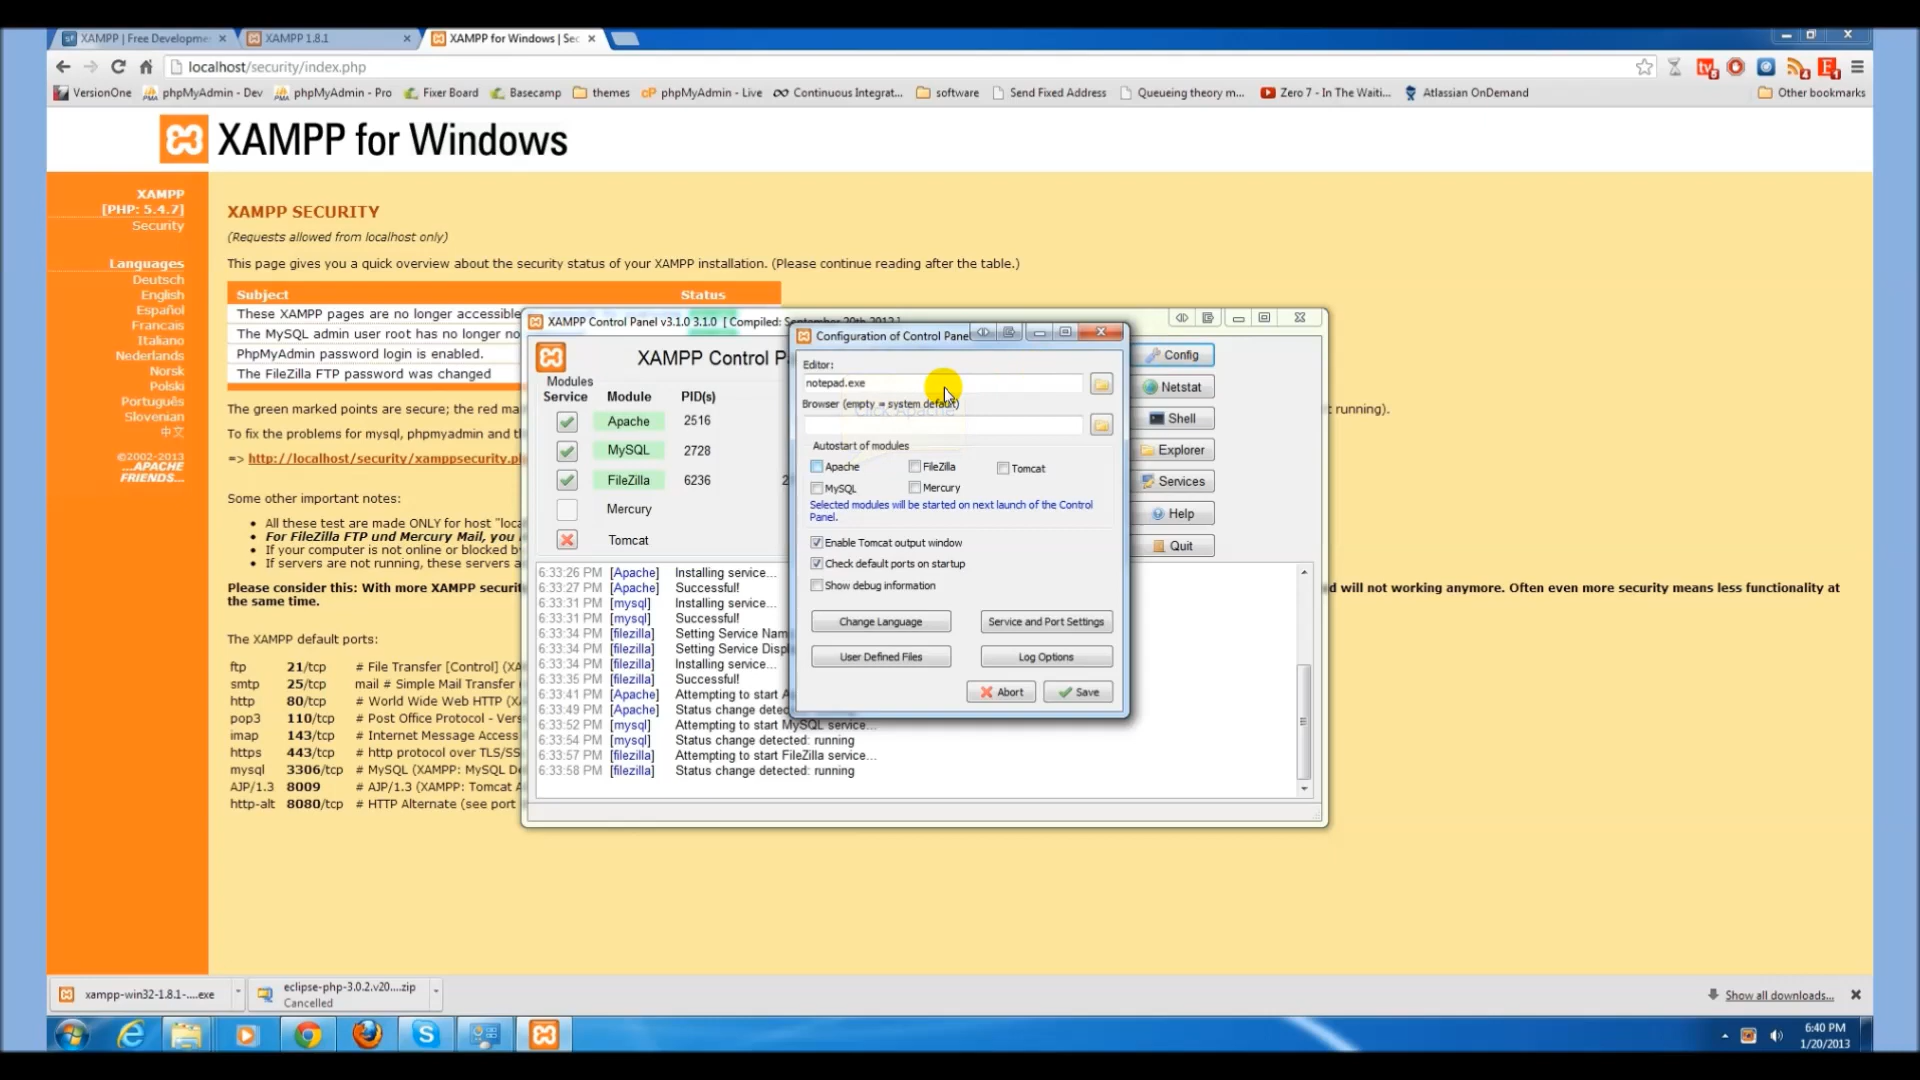 XAMPP | Free Developme
XAMPP 1.8.1
XAMPP for Windows | Sec
localhost/security/index.php
VersionOne
phpMyAdmin - Dev
phpMyAdmin - Pro
Fixer Board
Basecamp
themes
phpMyAdmin - Live
Continuous Integrat...
software
Send Fixed Address
Queueing theory m...
Zero 7 - In The Waiti...
Atlassian OnDemand
Other bookmarks
XAMPP for Windows
XAMPP
[PHP: 5.4.7]
Security
Languages
Deutsch
English
Español
Francais
Italiano
Nederlands
Norsk
Polski
Português
Slovenian
中文
©2002-2013
...APACHE
FRIENDS...
XAMPP SECURITY
(Requests allowed from localhost only)
This page gives you a quick overview about the security status of your XAMPP installation. (Please continue reading after the table.)
Subject Status
These XAMPP pages are no longer accessible
The MySQL admin user root has no longer no
PhpMyAdmin password login is enabled.
The FileZilla FTP password was changed
The green marked points are secure; the red ma
t running).
To fix the problems for mysql, phpmyadmin and th
=> http://localhost/security/xamppsecurity.p
Some other important notes:
All these test are made ONLY for host "loca
For FileZilla FTP und Mercury Mail, you
If your computer is not online or blocked by
If servers are not running, these servers a
Please consider this: With more XAMPP securit
d will not working anymore. Often even more security means less functionality at
the same time.
The XAMPP default ports:
ftp 21/tcp # File Transfer [Control] (XA
smtp 25/tcp mail # Simple Mail Transfer
http 80/tcp # World Wide Web HTTP (X
pop3 110/tcp # Post Office Protocol - Vers
imap 143/tcp # Internet Message Access
https 443/tcp # http protocol over TLS/SS
mysql 3306/tcp # MySQL (XAMPP: MySQL De
AJP/1.3 8009 # AJP/1.3 (XAMPP: Tomcat A
http-alt 8080/tcp # HTTP Alternate (see port
XAMPP Control Panel v3.1.0 3.1.0 [ Compiled: September 20th 2012 ]
XAMPP Control P
Modules
Service Module PID(s)
Apache 2516
MySQL 2728
FileZilla 6236 2
Mercury
Tomcat
Config
Netstat
Shell
Explorer
Services
Help
Quit
6:33:26 PM [Apache] Installing service...
6:33:27 PM [Apache] Successful!
6:33:31 PM [mysql] Installing service...
6:33:31 PM [mysql] Successful!
6:33:34 PM [filezilla] Setting Service Nam
6:33:34 PM [filezilla] Setting Service Disp
6:33:34 PM [filezilla] Installing service...
6:33:35 PM [filezilla] Successful!
6:33:41 PM [Apache] Attempting to start A
6:33:49 PM [Apache] Status change detected: running
6:33:52 PM [mysql] Attempting to start MySQL service...
6:33:54 PM [mysql] Status change detected: running
6:33:57 PM [filezilla] Attempting to start FileZilla service...
6:33:58 PM [filezilla] Status change detected: running
Configuration of Control Panel
Editor:
notepad.exe
Browser (empty = system default)
Click Apache
Autostart of modules
Apache FileZilla Tomcat
MySQL Mercury
Selected modules will be started on next launch of the Control
Panel.
Enable Tomcat output window
Check default ports on startup
Show debug information
Change Language
Service and Port Settings
User Defined Files
Log Options
Abort
Save
xampp-win32-1.8.1-....exe
eclipse-php-3.0.2.v20....zip
Cancelled
Show all downloads...
6:40 PM
1/20/2013